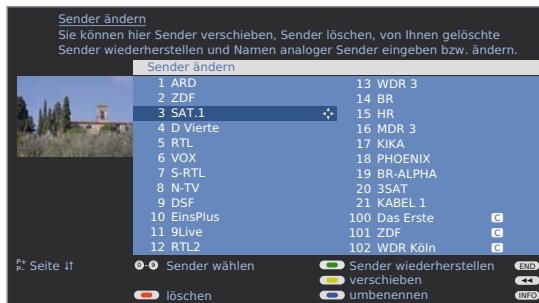 Sender ändern
Sie können hier Sender verschieben, Sender löschen, von Ihnen gelöschte
Sender wiederherstellen und Namen analoger Sender eingeben bzw. ändern.
Sender ändern
1 ARD
2 ZDF
3 SAT.1
4 D Vierte
5 RTL
6 VOX
7 S-RTL
8 N-TV
9 DSF
10 EinsPlus
11 9Live
12 RTL2
13 WDR 3
14 BR
15 HR
16 MDR 3
17 KIKA
18 PHOENIX
19 BR-ALPHA
20 3SAT
21 KABEL 1
100 Das Erste C
101 ZDF C
102 WDR Köln C
P+ P- Seite ↓↑
0-9 Sender wählen
löschen
Sender wiederherstellen END
verschieben ◄◄
umbenennen INFO